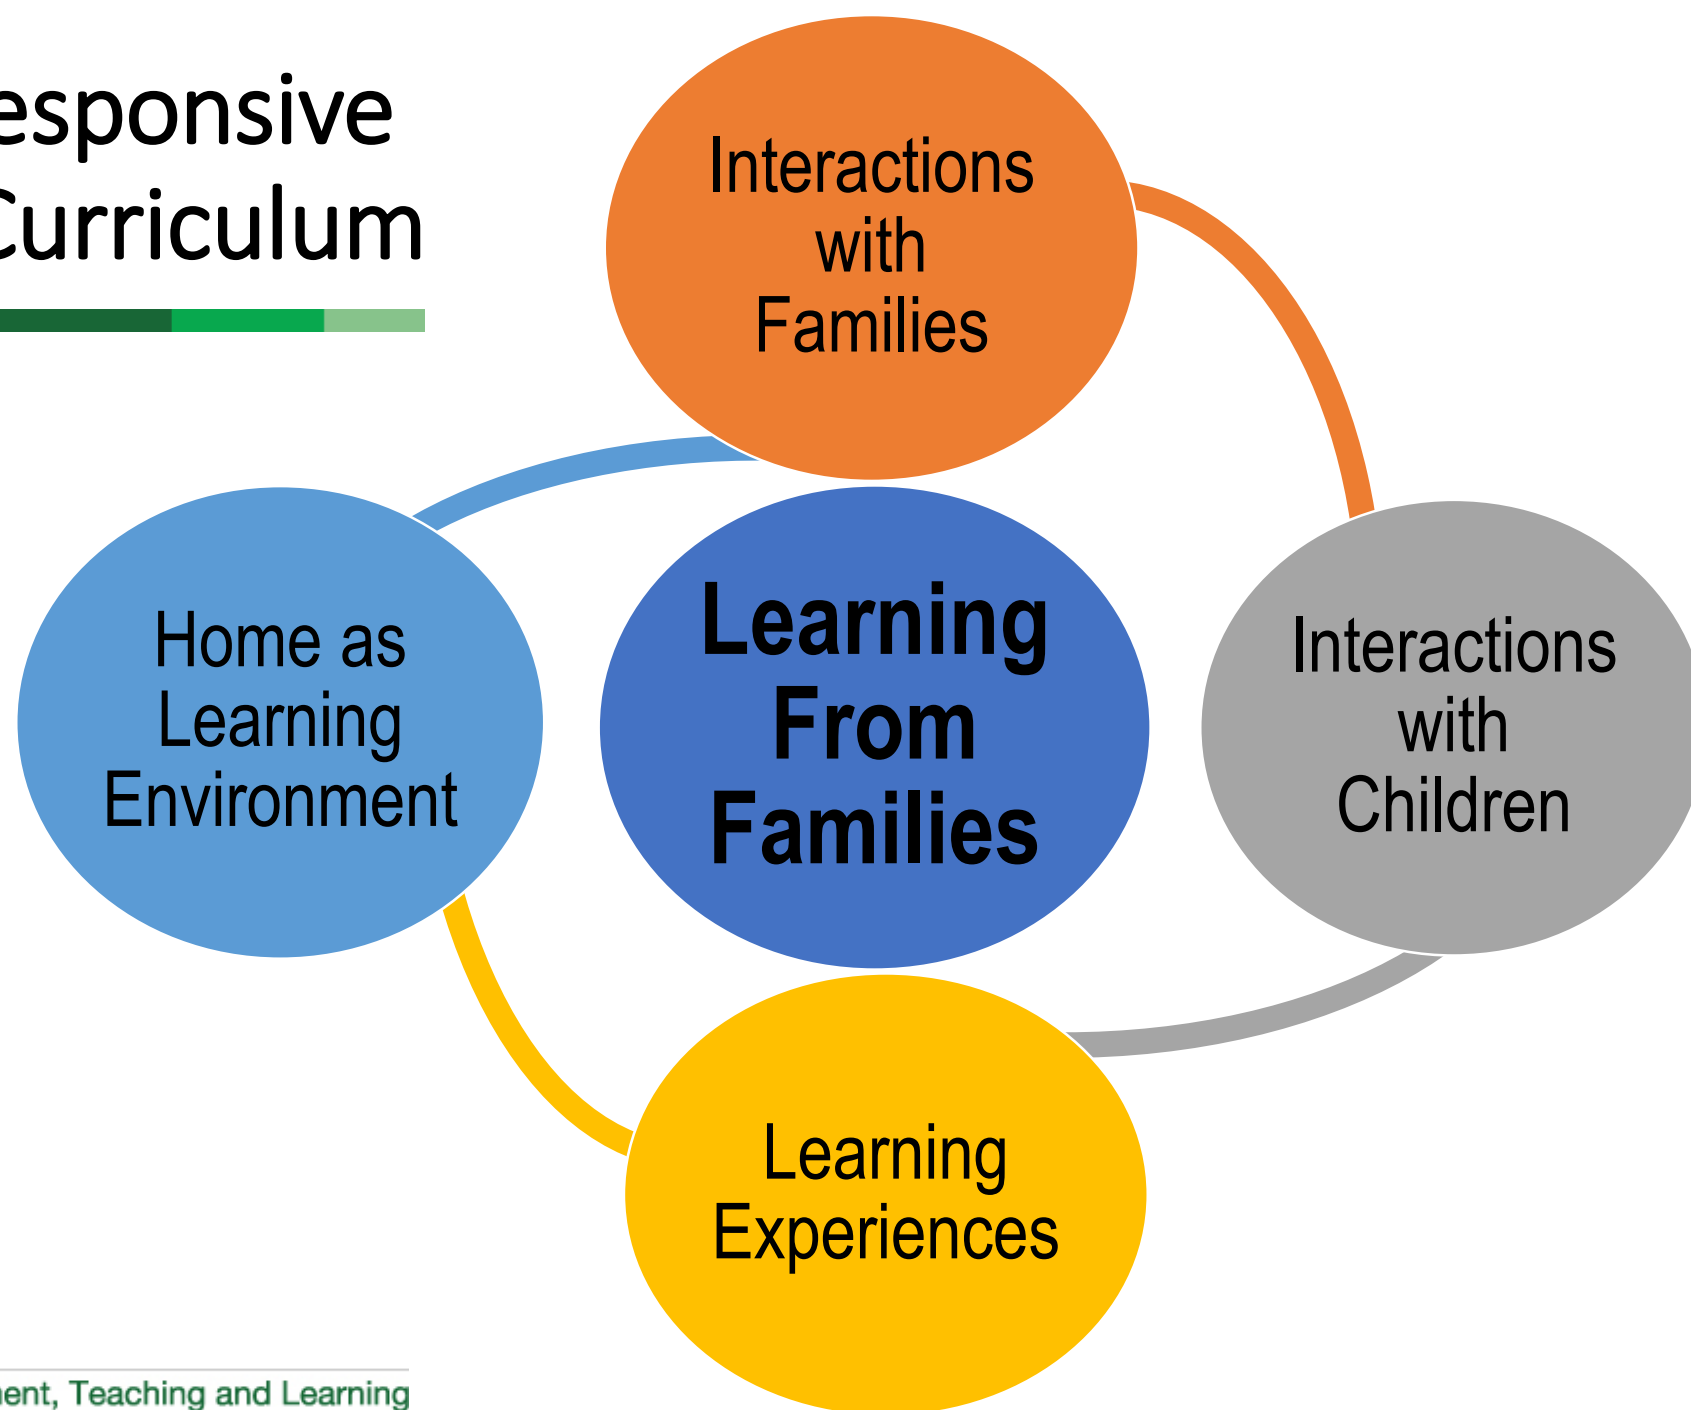 esponsive
Curriculum
Interactions
with
Families
Home as
Learning
Environment
Learning
From
Families
Interactions
with
Children
Learning
Experiences
ent, Teaching and Learning